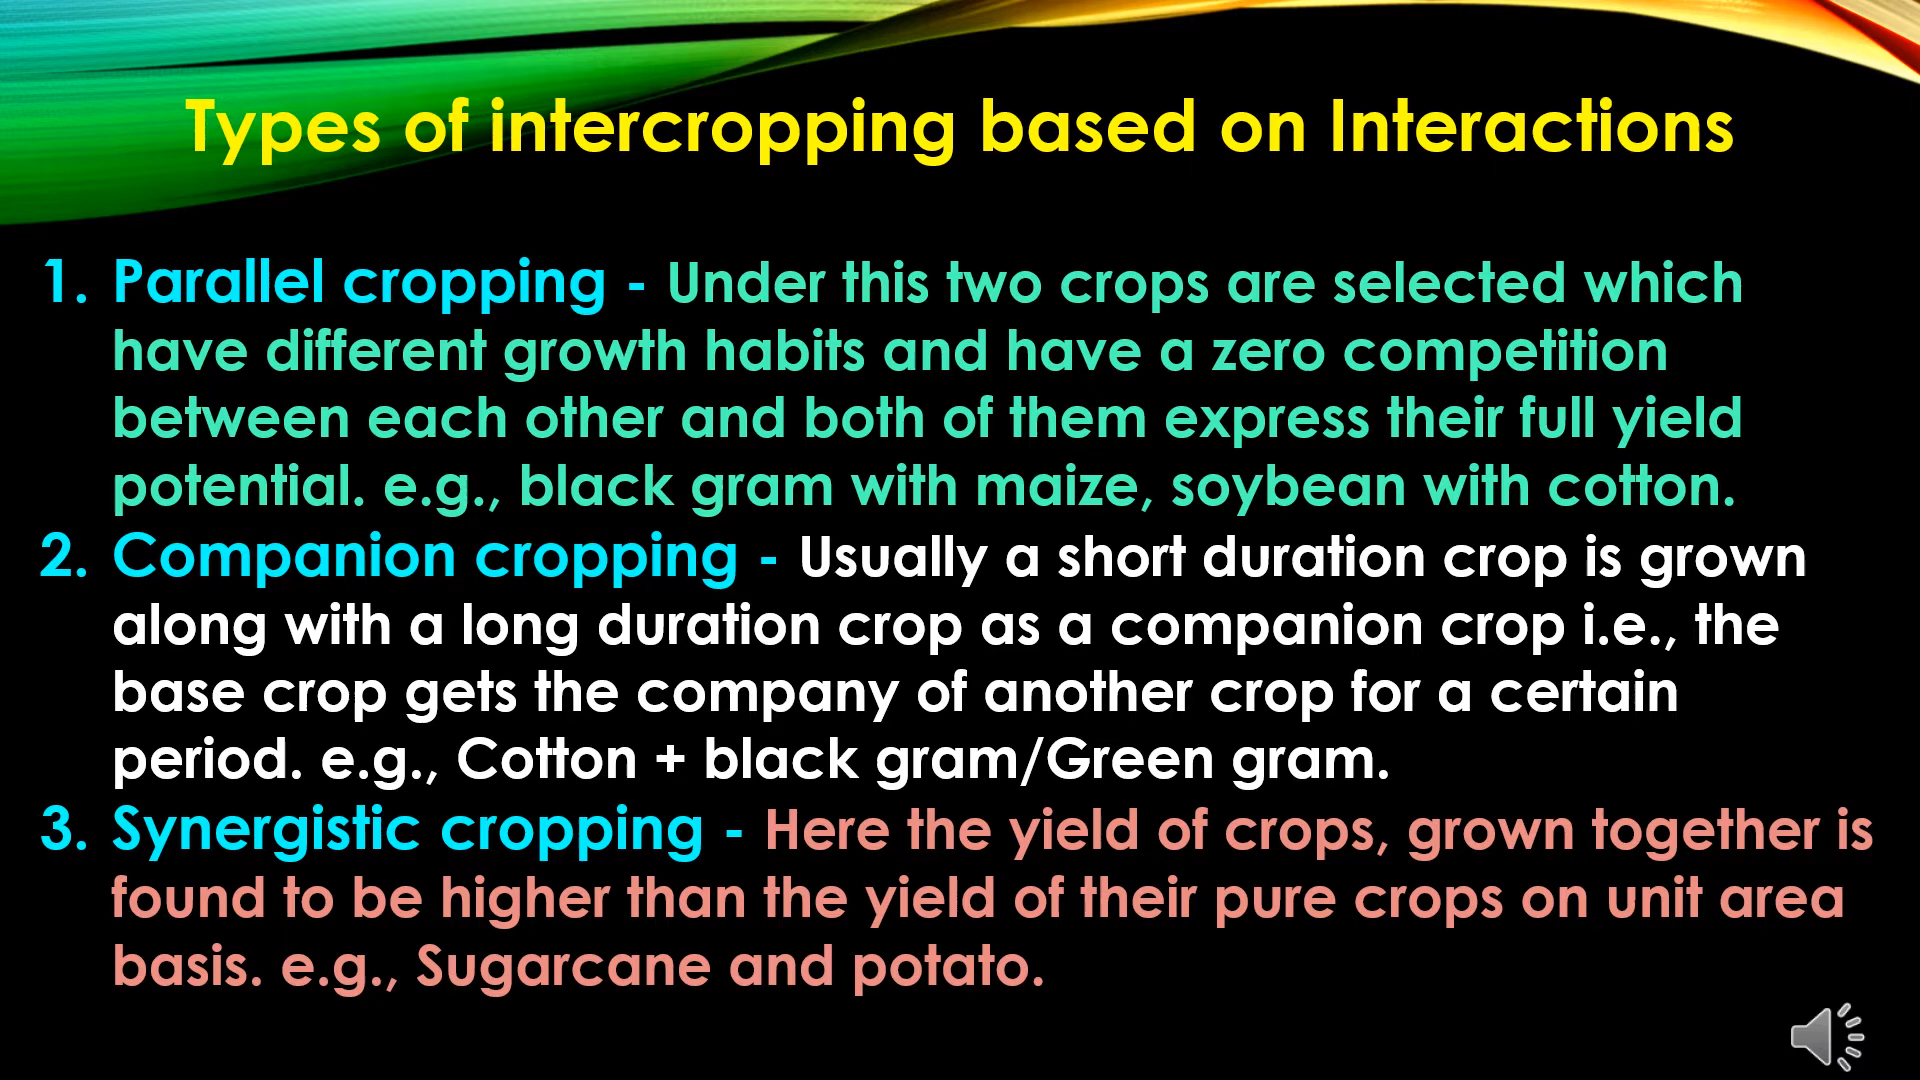 Types of intercropping based on Interactions
1. Parallel cropping - Under this two crops are selected which
have different growth habits and have a zero competition
between each other and both of them express their full yield
potential. e.g., black gram with maize, soybean with cotton.
2. Companion cropping - Usually a short duration crop is grown
along with a long duration crop as a companion crop i.e., the
base crop gets the company of another crop for a certain
period. e.g., Cotton + black gram/Green gram.
3. Synergistic cropping - Here the yield of crops, grown together is
found to be higher than the yield of their pure crops on unit area
basis. e.g., Sugarcane and potato.